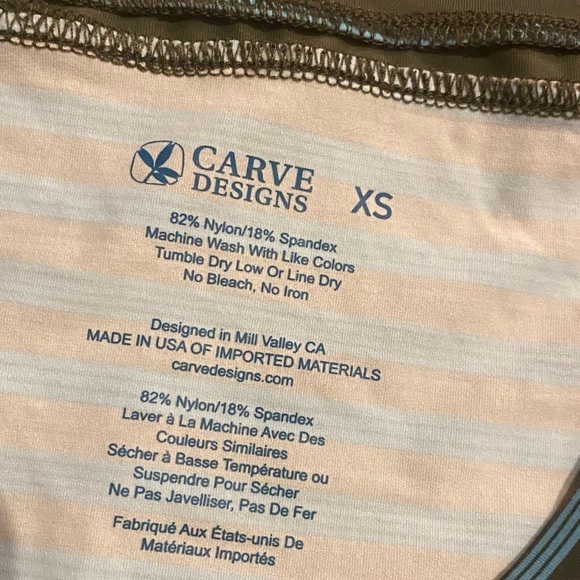 CARVE
DESIGNS
XS
82% Nylon/18% Spandex
Machine Wash With Like Colors
Tumble Dry Low Or Line Dry
No Bleach, No Iron
Designed in Mill Valley CA
MADE IN USA OF IMPORTED MATERIALS
carvedesigns.com
82% Nylon/18% Spandex
Laver à La Machine Avec Des
Couleurs Similaires
Sécher à Basse Température ou
Suspendre Pour Sécher
Ne Pas Javelliser, Pas De Fer
Fabriqué Aux États-unis De
Matériaux Importés